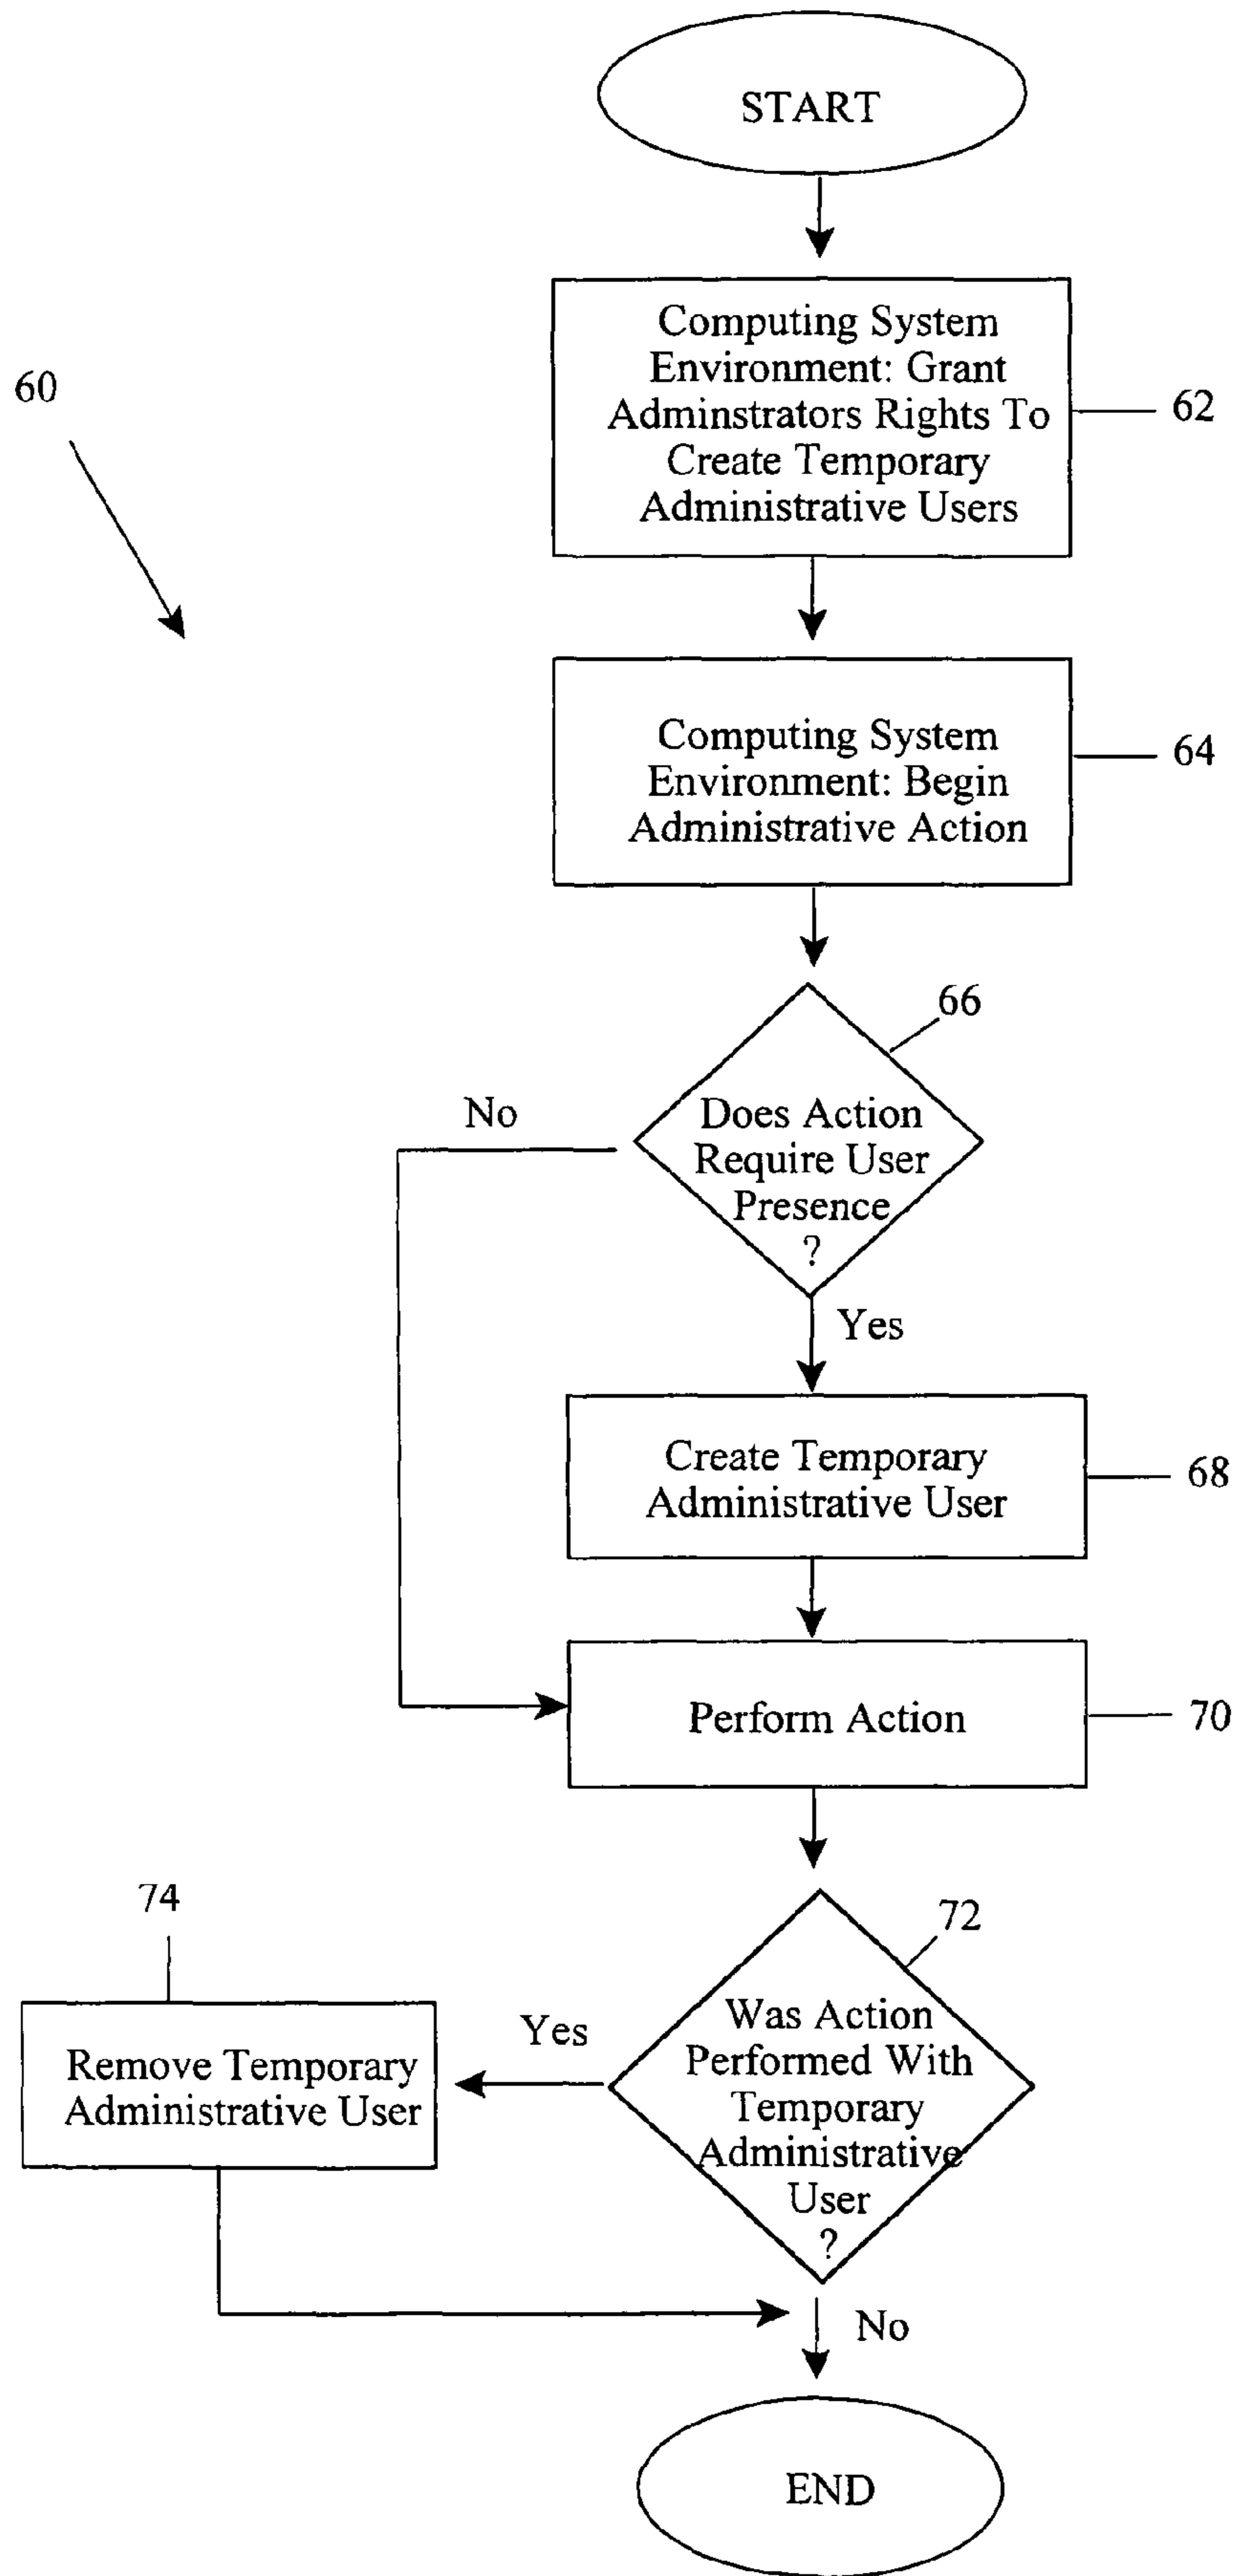 START
Computing System
Environment: Grant
Adminstrators Rights To
Create Temporary
Administrative Users
60
62
Computing System
Environment: Begin
Administrative Action
64
66
No
Does Action
Require User
Presence
?
Yes
Create Temporary
Administrative User
68
Perform Action
70
74
72
Yes
Was Action
Performed With
Temporary
Administrative
User
?
Remove Temporary
Administrative User
No
END